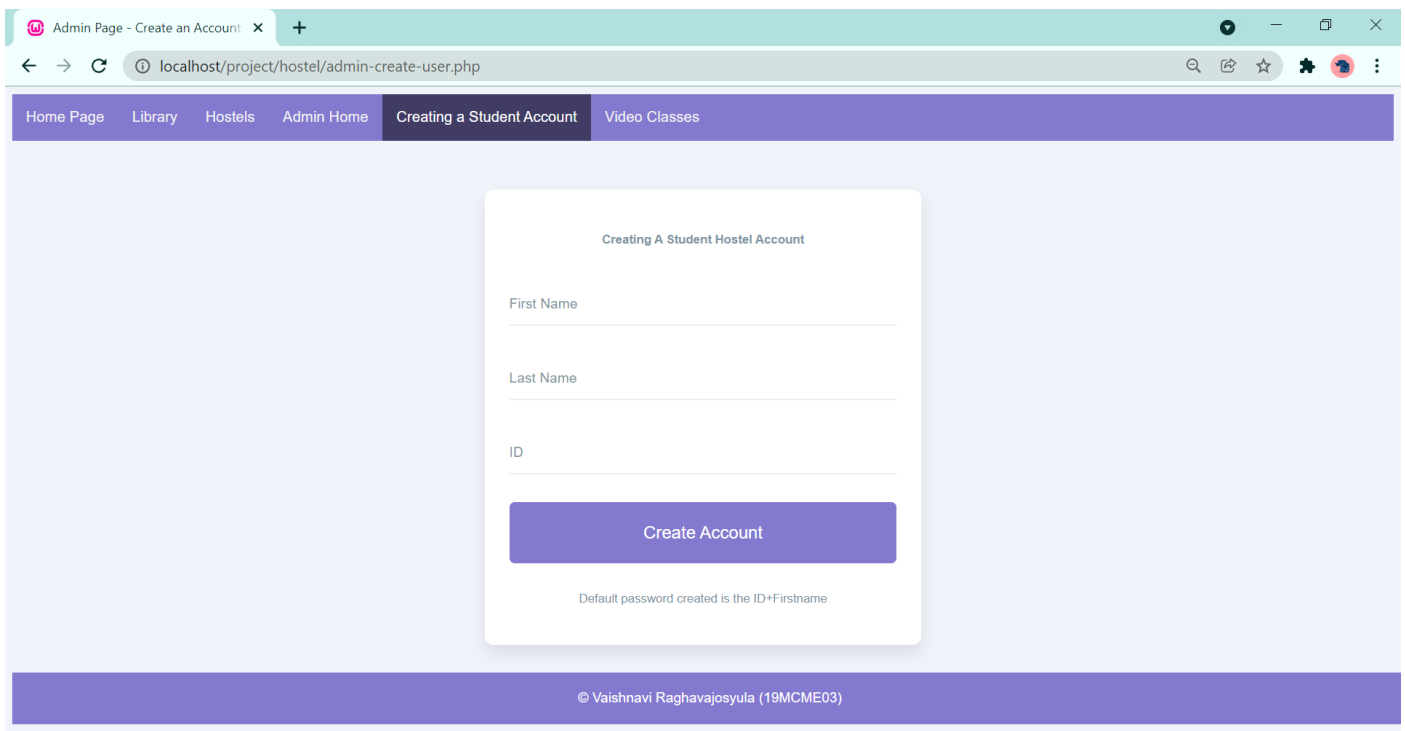 Admin Page - Create an Account
localhost/project/hostel/admin-create-user.php
Home Page Library Hostels Admin Home Creating a Student Account Video Classes
Creating A Student Hostel Account
First Name
Last Name
ID
Create Account
Default password created is the ID+Firstname
© Vaishnavi Raghavajosyula (19MCME03)